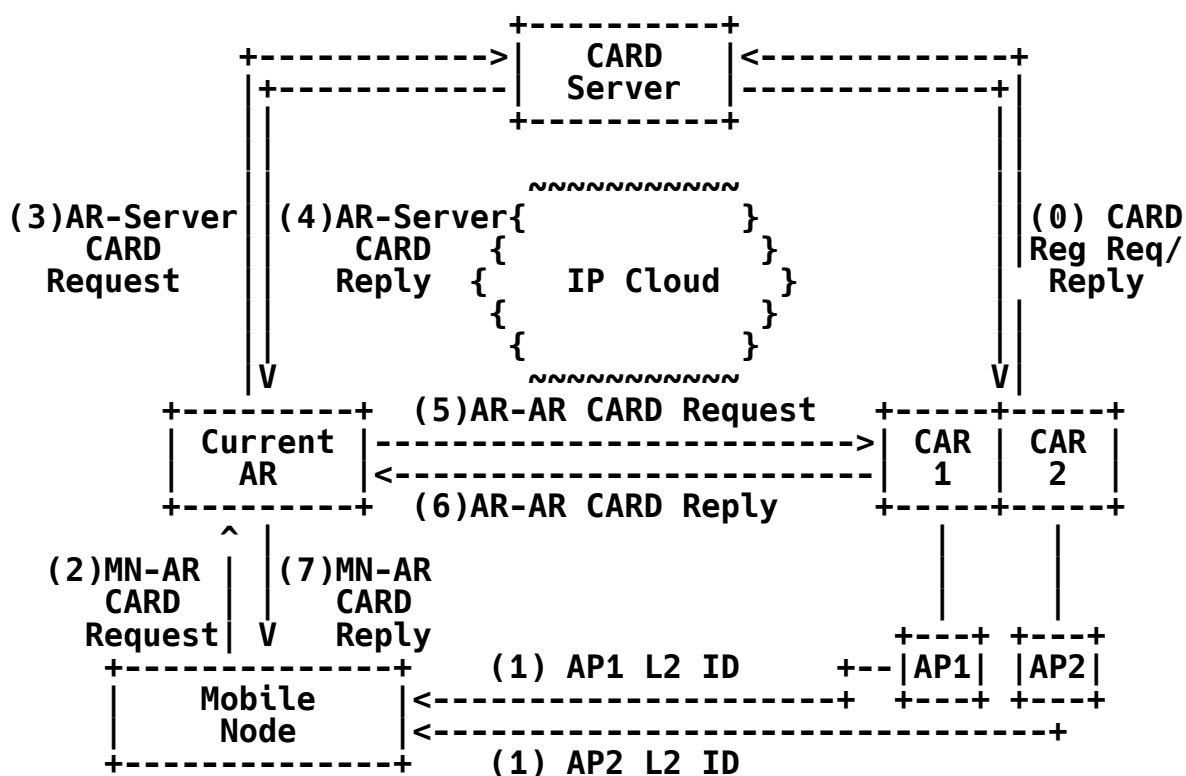 CARD
Server
(3)AR-Server
CARD
Request
(4)AR-Server
CARD
Reply
IP Cloud
(0) CARD
Reg Req/
Reply
(5)AR-AR CARD Request
Current
AR
CAR
1
CAR
2
(6)AR-AR CARD Reply
(2)MN-AR
CARD
Request
(7)MN-AR
CARD
Reply
(1) AP1 L2 ID
AP1
AP2
Mobile
Node
(1) AP2 L2 ID